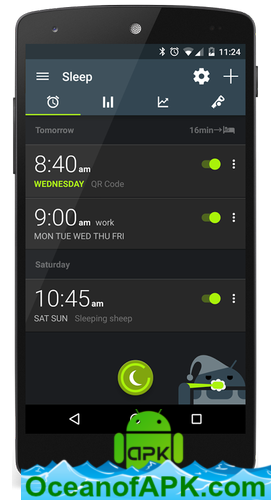 11:24
Sleep
Tomorrow 16min
8:40am
WEDNESDAY QR Code
9:00am work
MON TUE WED THU FRI
Saturday
10:45am
SAT SUN Sleeping sheep
apk
OceanofAPK.com